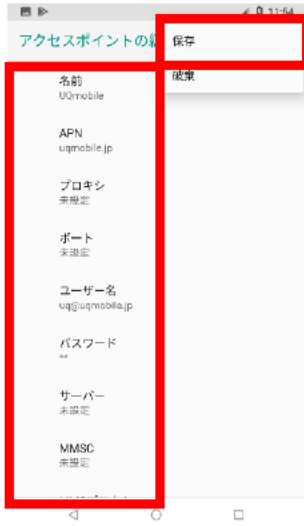 11:54
アクセスポイントの
保存
破棄
名前
UQmobile
APN
uqmobile.jp
プロキシ
未設定
ポート
未設定
ユーザー名
uq@uqmobile.jp
パスワード
**
サーバー
未設定
MMSC
未設定